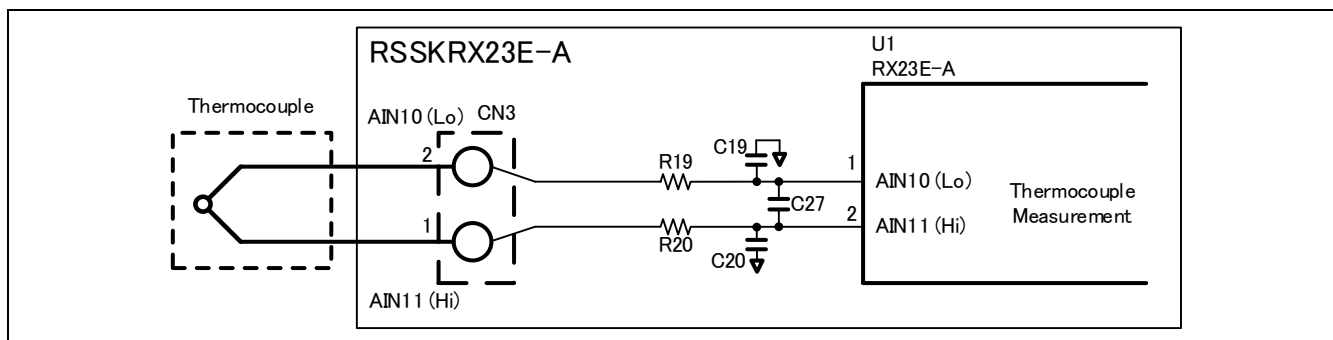 RSSKRX23E-A
U1
RX23E-A
Thermocouple
AIN10(Lo) CN3
2
R19
C19
1
AIN10(Lo)
Thermocouple
Measurement
C27
1
R20
C20
2
AIN11(Hi)
AIN11(Hi)